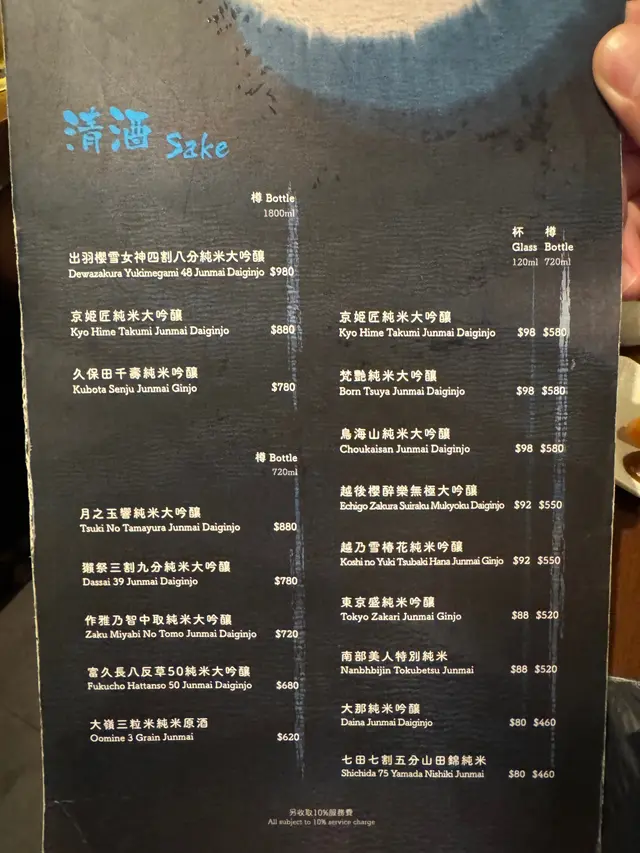 清酒 Sake
樽 Bottle
1800ml
出羽櫻雪女神四割八分純米大吟釀
Dewazakura Yukimegami 48 Junmai Daiginjo $980
京姫匠純米大吟釀
Kyo Hime Takumi Junmai Daiginjo $880
久保田千壽純米吟釀
Kubota Senju Junmai Ginjo $780
樽 Bottle
720ml
月之玉響純米大吟釀
Tsuki No Tamayura Junmai Daiginjo $880
獺祭三割九分純米大吟釀
Dassai 39 Junmai Daiginjo $780
作雅乃智中取純米大吟釀
Zaku Miyabi No Tomo Junmai Daiginjo $720
富久長八反草50純米大吟釀
Fukucho Hattanso 50 Junmai Daiginjo $680
大嶺三粒米純米原酒
Oomine 3 Grain Junmai $620
杯 樽
Glass Bottle
120ml 720ml
京姫匠純米大吟釀
Kyo Hime Takumi Junmai Daiginjo $98 $580
梵艷純米大吟釀
Born Tsuya Junmai Daiginjo $98 $580
鳥海山純米大吟釀
Choukaisan Junmai Daiginjo $98 $580
越後櫻醉樂無極大吟釀
Echigo Zakura Suiraku Mukyoku Daiginjo $92 $550
越乃雪椿花純米吟釀
Koshi no Yuki Tsubaki Hana Junmai Ginjo $92 $550
東京盛純米吟釀
Tokyo Zakari Junmai Ginjo $88 $520
南部美人特別純米
Nanbhbijin Tokubetsu Junmai $88 $520
大那純米吟釀
Daina Junmai Daiginjo $80 $460
七田七割五分山田錦純米
Shichida 75 Yamada Nishiki Junmai $80 $460
另收取10%服務費
All subject to 10% service charge